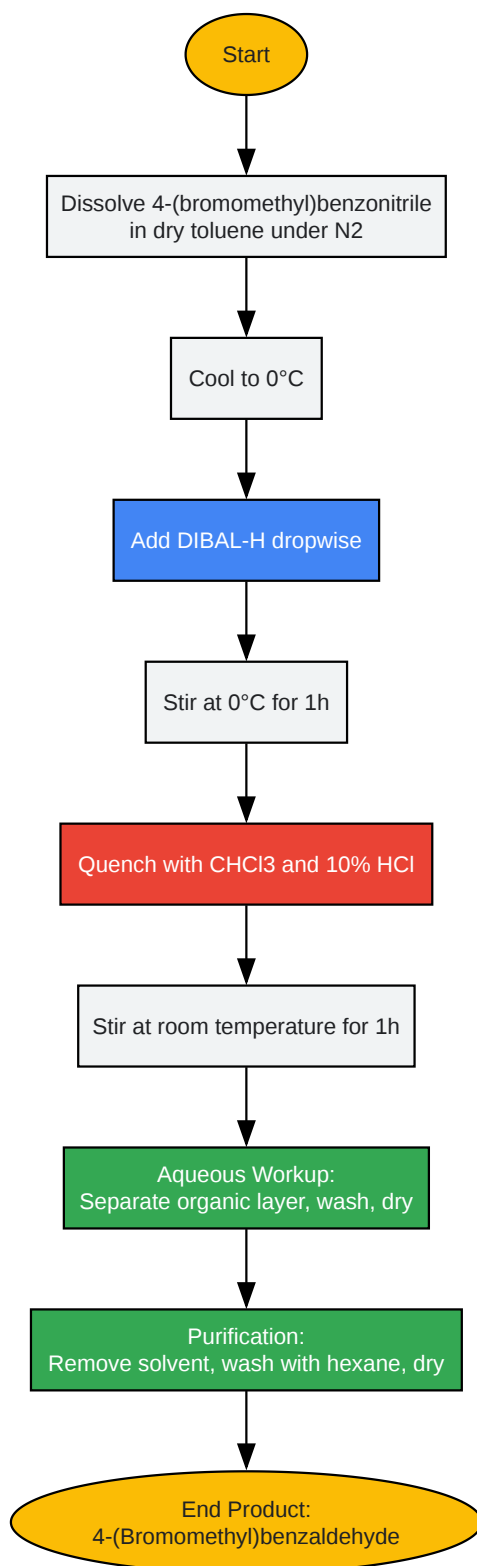 Start
Dissolve 4-(bromomethyl)benzonitrile
in dry toluene under N2
Cool to 0°C
Add DIBAL-H dropwise
Stir at 0°C for 1h
Quench with CHCl3 and 10% HCl
Stir at room temperature for 1h
Aqueous Workup:
Separate organic layer, wash, dry
Purification:
Remove solvent, wash with hexane, dry
End Product:
4-(Bromomethyl)benzaldehyde